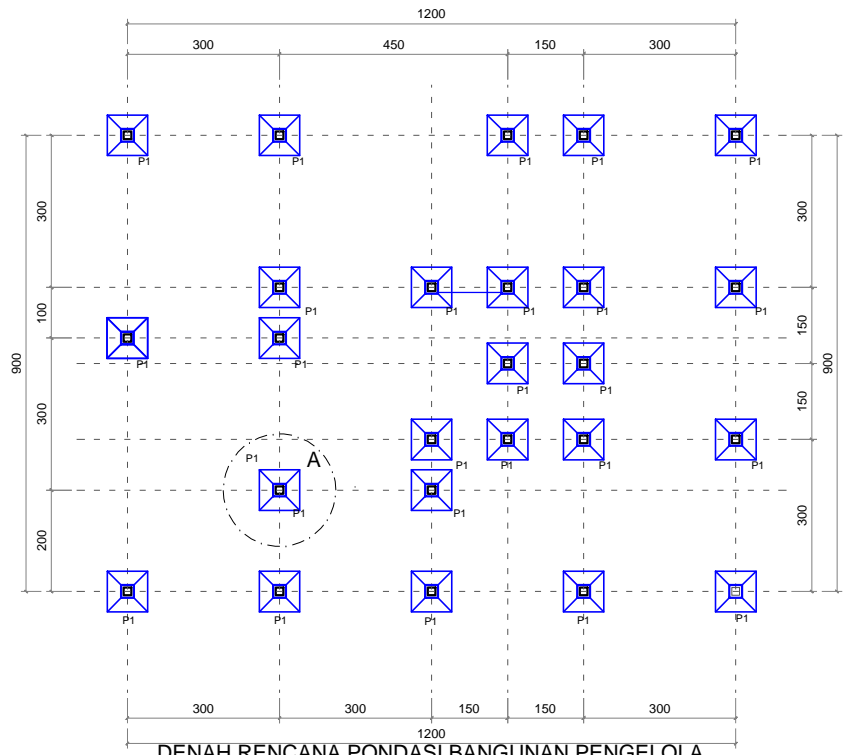 1200
300 450 150 300
P1 P1 P1 P1 P1
300 300
P1 P1 P1 P1 P1 P1
100 150
900 900
P1 P1
P1 P1
300 150
P1 P1 P1 P1
P1 A
P1 P1
200 300
P1 P1 P1 P1 P1
300 300 150 150 300
1200
DENAH RENCANA PONDASI BANGUNAN PENGELOLA